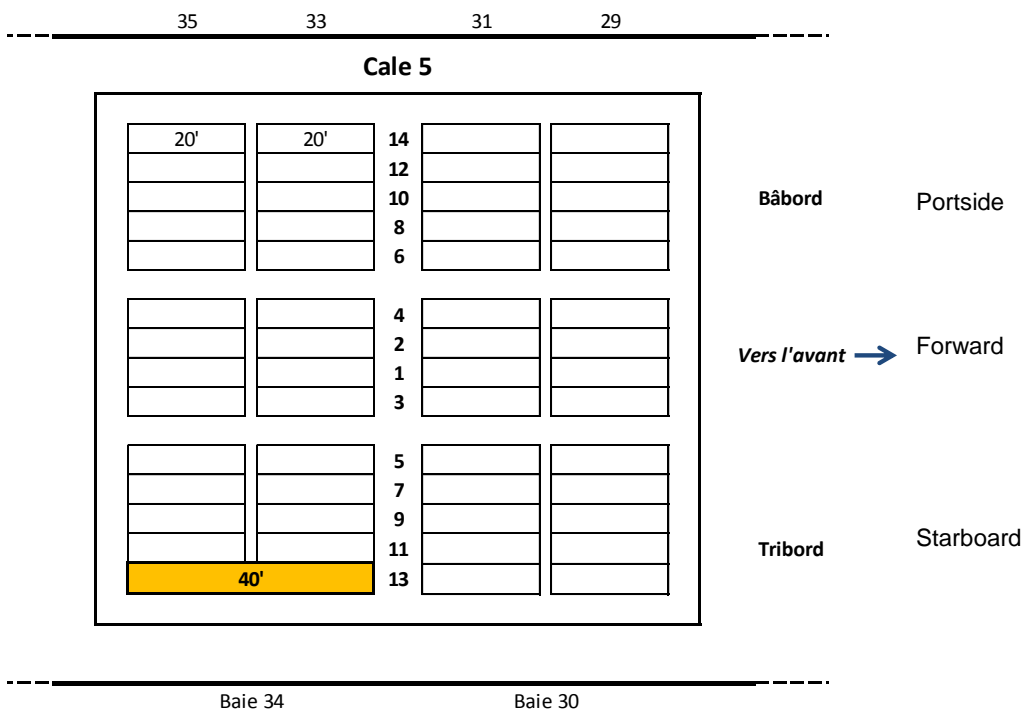 35 33 31 29
Cale 5
20' 20' 14
12
10
Bâbord Portside
8
6
4
2
Vers l'avant Forward
1
3
5
7
9
11
Tribord Starboard
40' 13
Baie 34 Baie 30